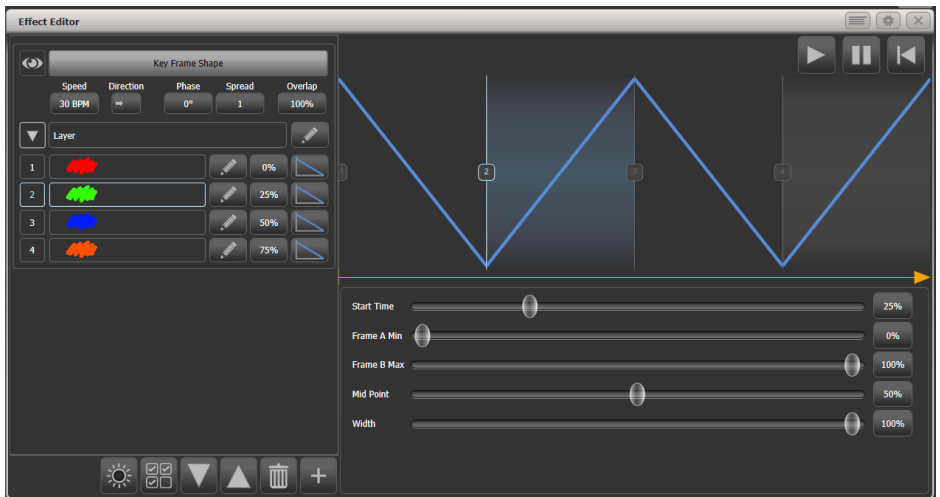 Effect Editor
Key Frame Shape
Speed Direction Phase Spread Overlap
30 BPM 0° 1 100%
Layer
1 0%
2 25%
3 50%
4 75%
1 2 3 4
Start Time 25%
Frame A Min 0%
Frame B Max 100%
Mid Point 50%
Width 100%